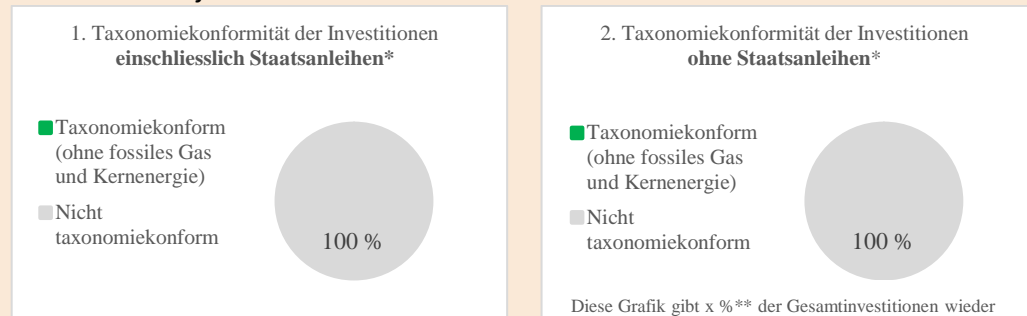 1. Taxonomiekonformität der Investitionen
einschliesslich Staatsanleihen*
Taxonomiekonform
(ohne fossiles Gas
und Kernenergie)
Nicht
taxonomiekonform
100 %
2. Taxonomiekonformität der Investitionen
ohne Staatsanleihen*
Taxonomiekonform
(ohne fossiles Gas
und Kernenergie)
Nicht
taxonomiekonform
100 %
Diese Grafik gibt x %** der Gesamtinvestitionen wieder